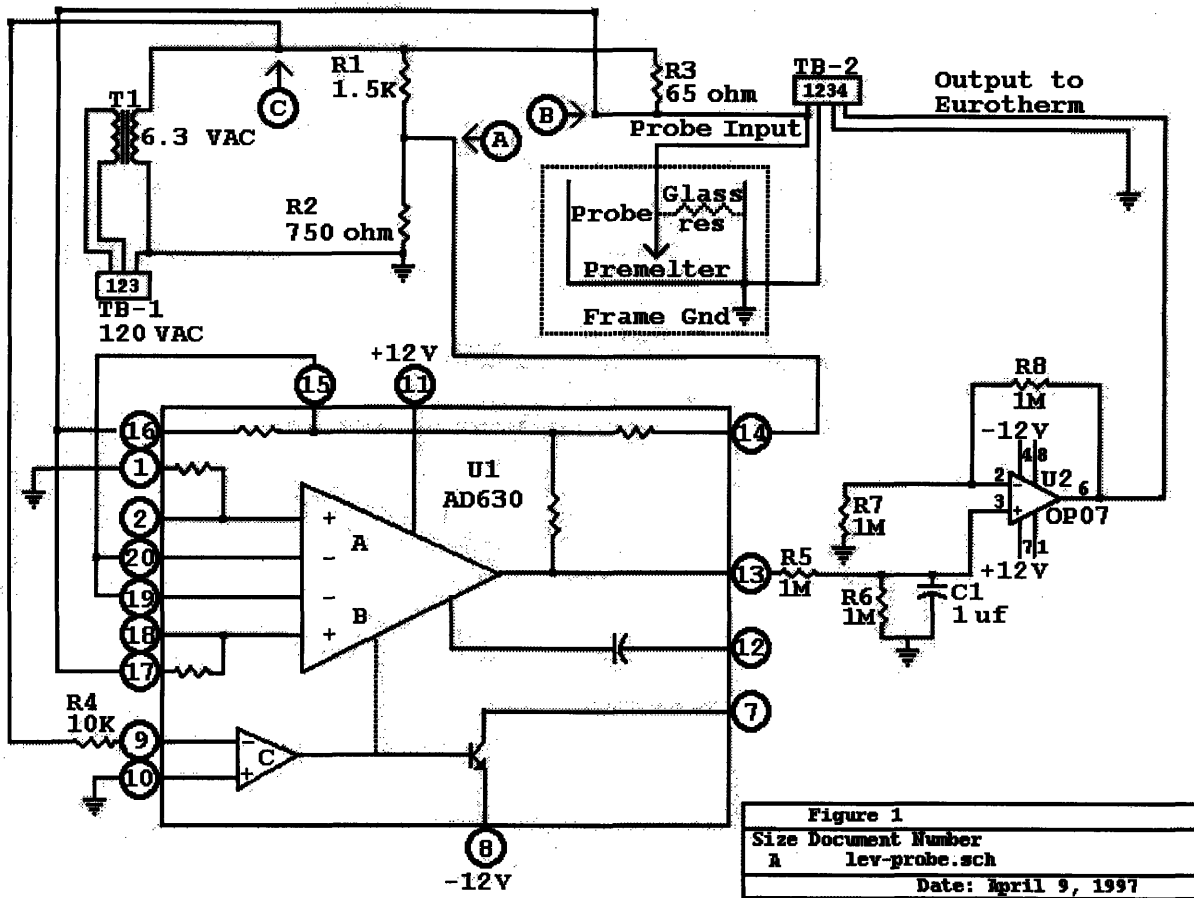 T1
6.3 VAC
C
R1
1.5K
A
R2
750 ohm
123
TB-1
120 VAC
R3
65 ohm
B
Probe Input
TB-2
1234
Output to
Eurotherm
Glass
Probe
res
Premelter
Frame Gnd
+12V
15
11
16
14
1
U1
AD630
2
+
A
20
-
19
-
B
18
+
17
13
12
R4
10K
9
-
C
7
10
+
8
-12V
R5
1M
R6
1M
C1
1 uf
R7
1M
R8
1M
-12V
4 8
2
-
U2
6
3
+
OP07
7 1
+12V
Figure 1
Size Document Number
A lev-probe.sch
Date: April 9, 1997